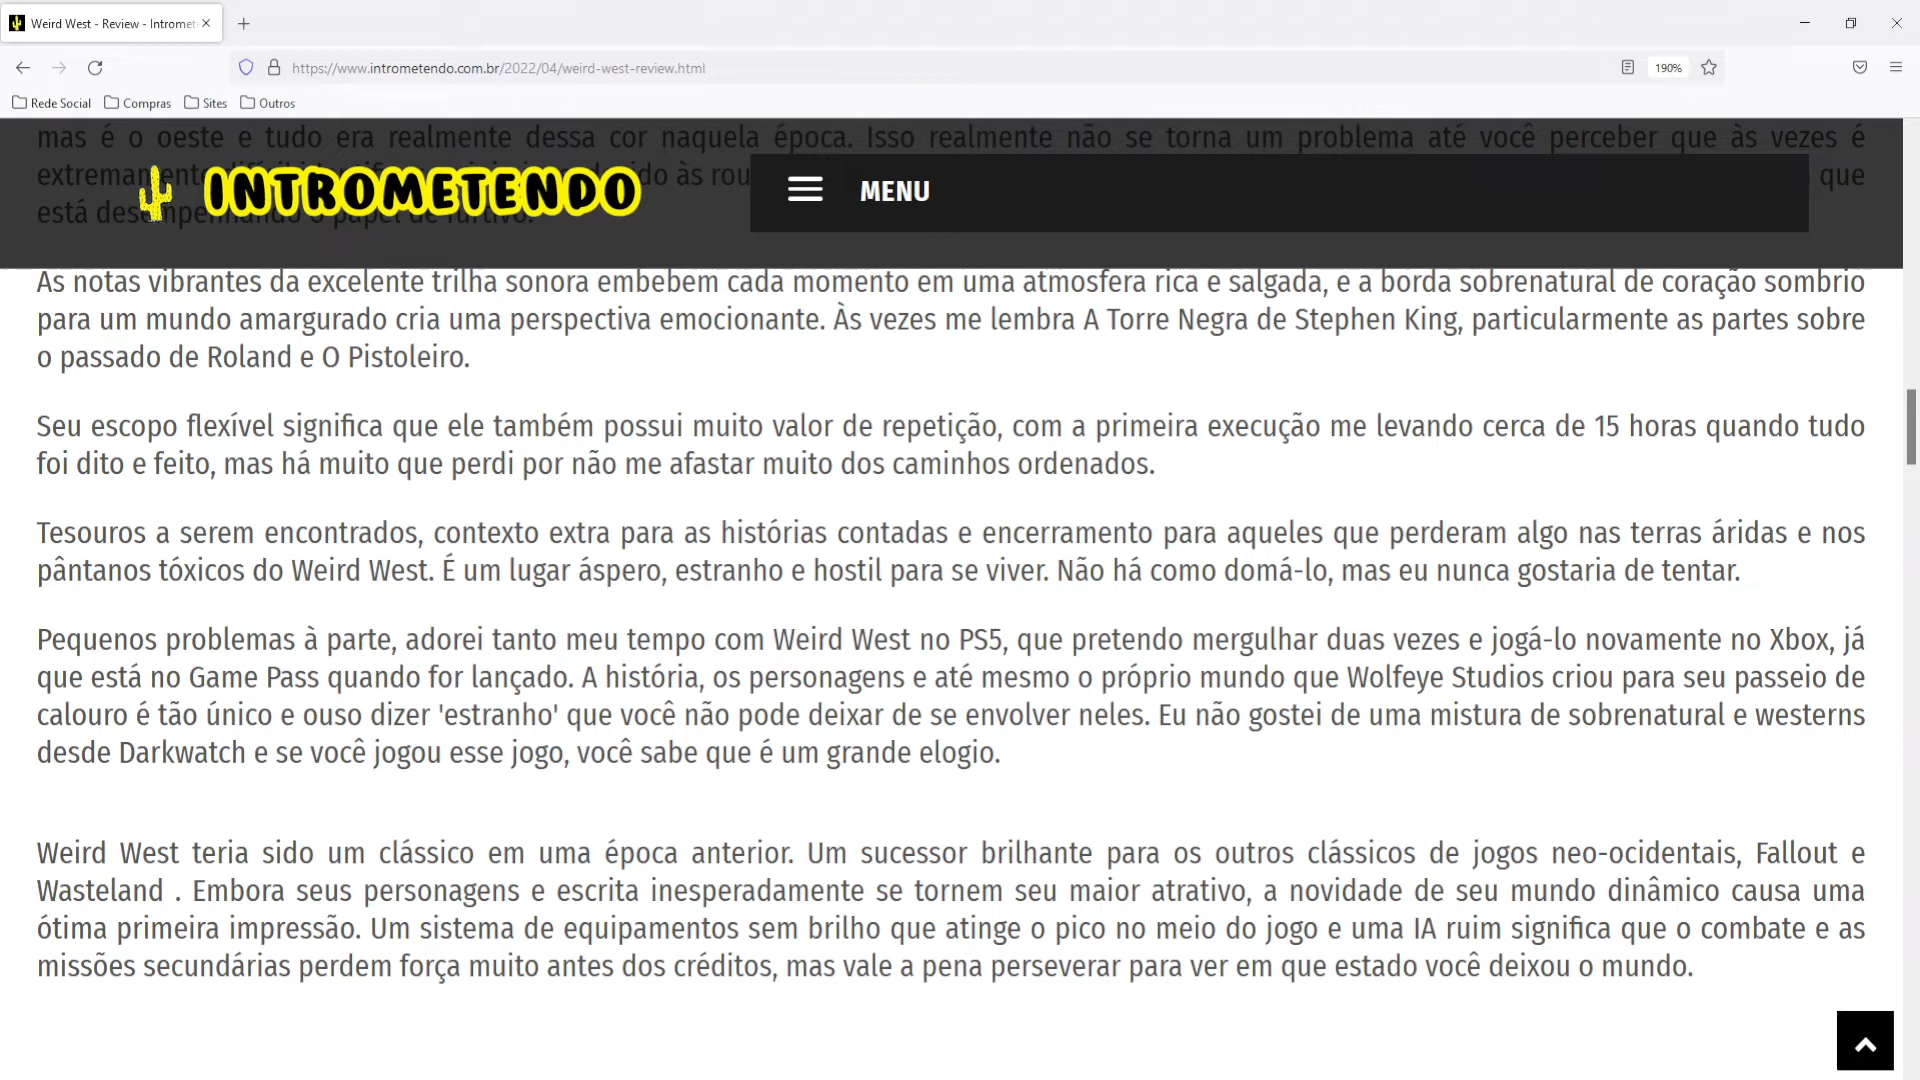 Weird West - Review - Intromet
https://www.intrometendo.com.br/2022/04/weird-west-review.html
190%
Rede Social Compras Sites Outros
mas é o oeste e tudo era realmente dessa cor naquela época. Isso realmente não se torna um problema até você perceber que às vezes é
que
INTROMETENDO
MENU
As notas vibrantes da excelente trilha sonora embebem cada momento em uma atmosfera rica e salgada, e a borda sobrenatural de coração sombrio
para um mundo amargurado cria uma perspectiva emocionante. Às vezes me lembra A Torre Negra de Stephen King, particularmente as partes sobre
o passado de Roland e O Pistoleiro.
Seu escopo flexível significa que ele também possui muito valor de repetição, com a primeira execução me levando cerca de 15 horas quando tudo
foi dito e feito, mas há muito que perdi por não me afastar muito dos caminhos ordenados.
Tesouros a serem encontrados, contexto extra para as histórias contadas e encerramento para aqueles que perderam algo nas terras áridas e nos
pântanos tóxicos do Weird West. É um lugar áspero, estranho e hostil para se viver. Não há como domá-lo, mas eu nunca gostaria de tentar.
Pequenos problemas à parte, adorei tanto meu tempo com Weird West no PS5, que pretendo mergulhar duas vezes e jogá-lo novamente no Xbox, já
que está no Game Pass quando for lançado. A história, os personagens e até mesmo o próprio mundo que Wolfeye Studios criou para seu passeio de
calouro é tão único e ouso dizer 'estranho' que você não pode deixar de se envolver neles. Eu não gostei de uma mistura de sobrenatural e westerns
desde Darkwatch e se você jogou esse jogo, você sabe que é um grande elogio.
Weird West teria sido um clássico em uma época anterior. Um sucessor brilhante para os outros clássicos de jogos neo-ocidentais, Fallout e
Wasteland . Embora seus personagens e escrita inesperadamente se tornem seu maior atrativo, a novidade de seu mundo dinâmico causa uma
ótima primeira impressão. Um sistema de equipamentos sem brilho que atinge o pico no meio do jogo e uma IA ruim significa que o combate e as
missões secundárias perdem força muito antes dos créditos, mas vale a pena perseverar para ver em que estado você deixou o mundo.